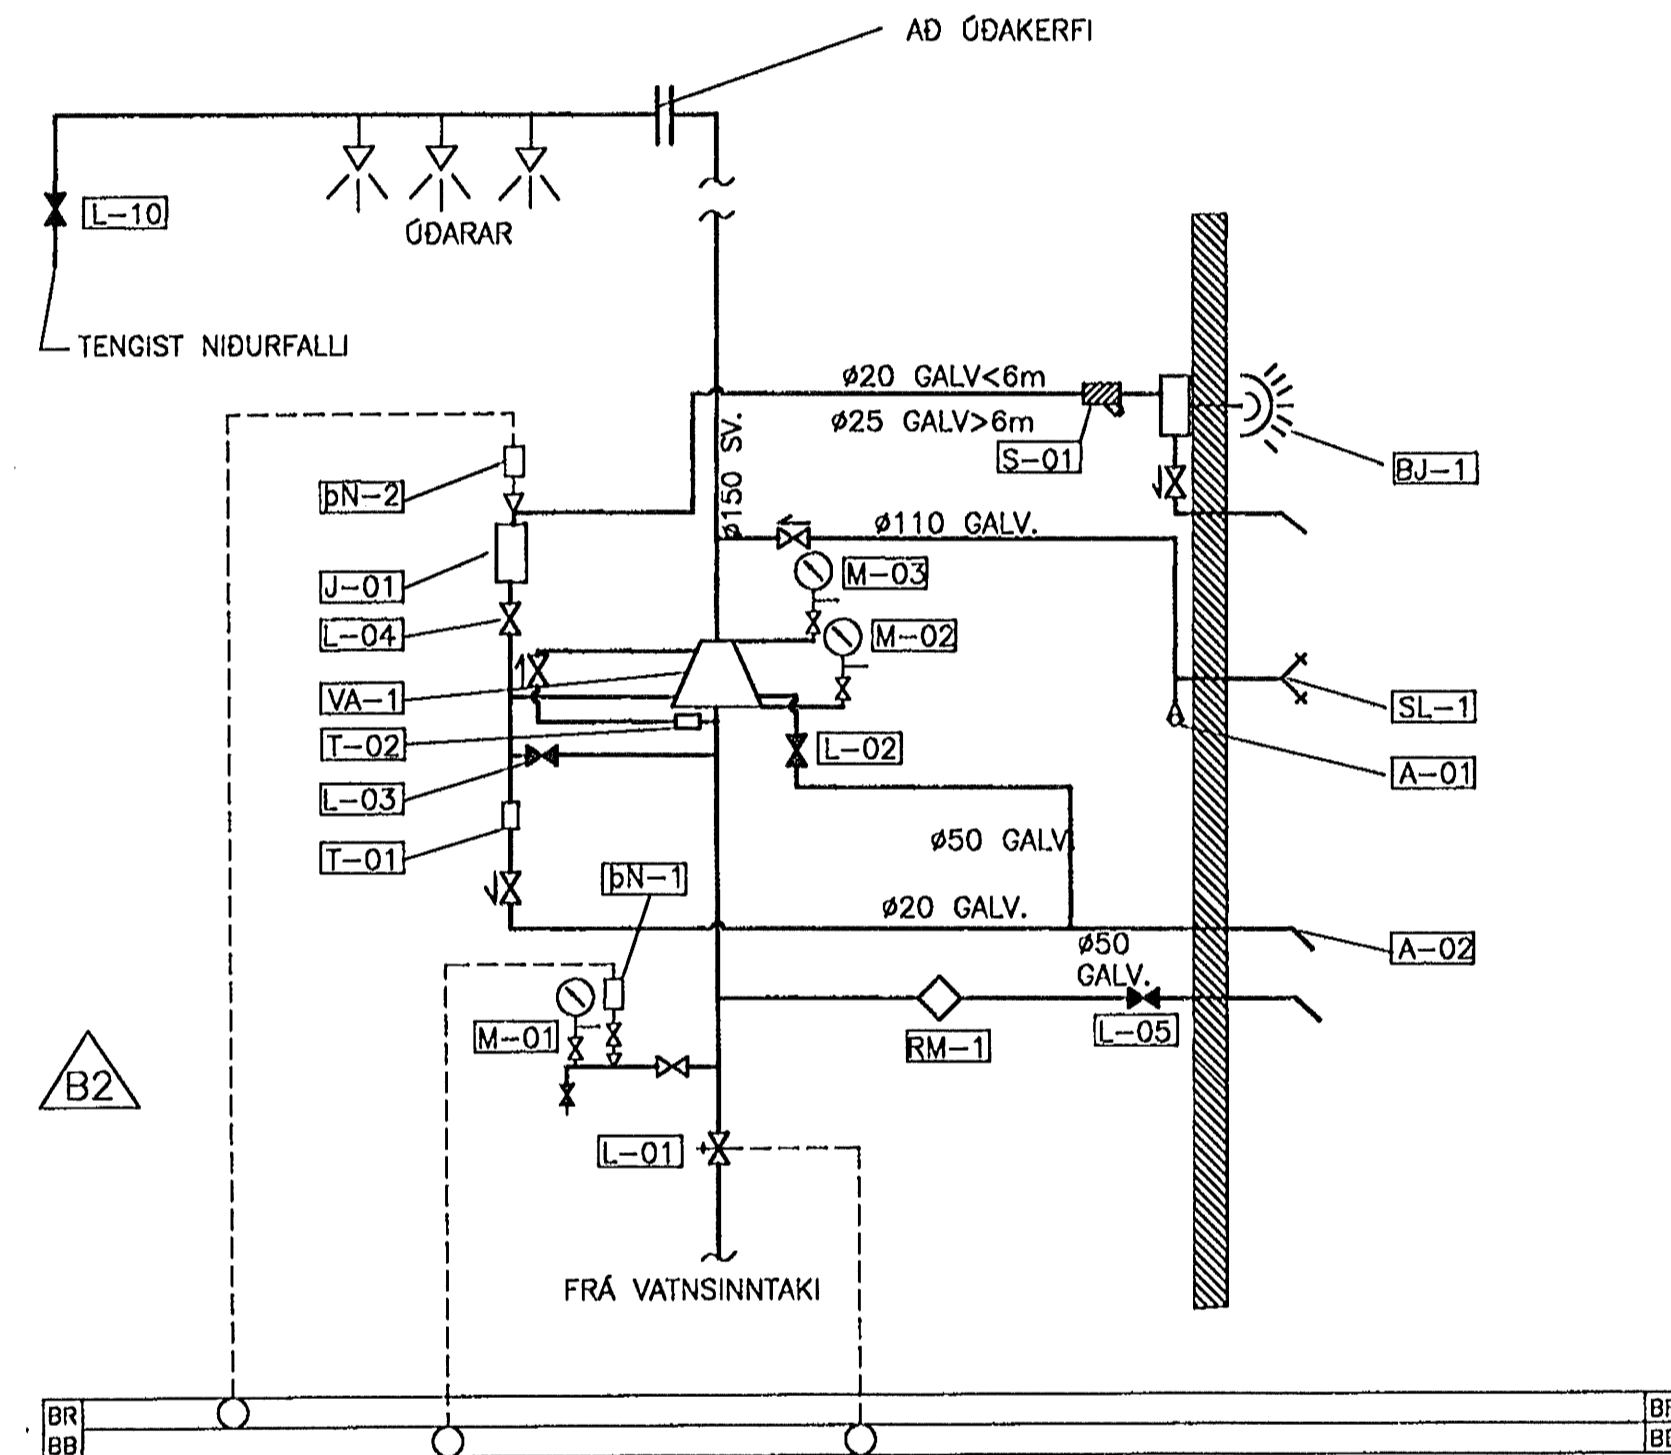 AÐ ÚÐAKERFI
L-10
ÚÐARAR
TENGIST NIÐURFALLI
ø20 GALV<6m
ø25 GALV>6m
S-01
BJ-1
ø150 SV.
þN-2
ø110 GALV.
J-01
M-03
L-04
M-02
VA-1
SL-1
T-02
L-02
A-01
L-03
ø50 GALV
T-01
þN-1
ø20 GALV.
A-02
ø50
GALV.
M-01
L-05
RM-1
B2
L-01
FRÁ VATNSINNTAKI
BR
BB